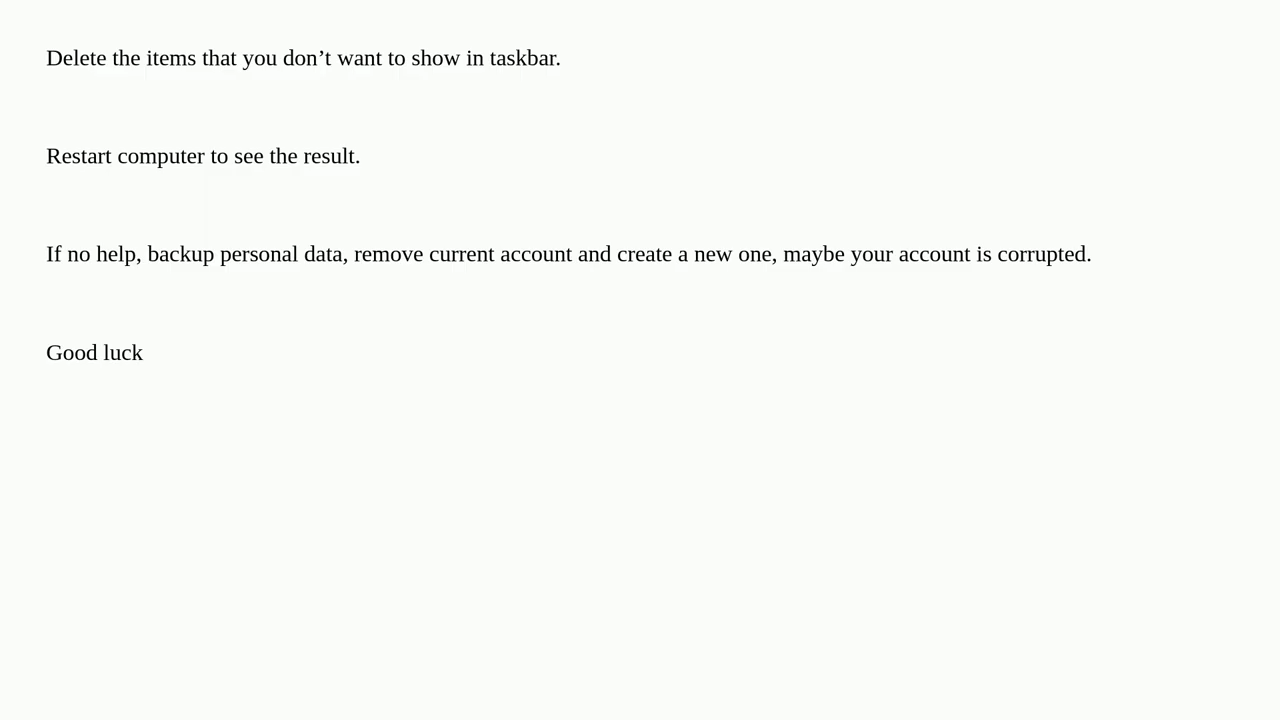 Delete the items that you don’t want to show in taskbar.
Restart computer to see the result.
If no help, backup personal data, remove current account and create a new one, maybe your account is corrupted.
Good luck